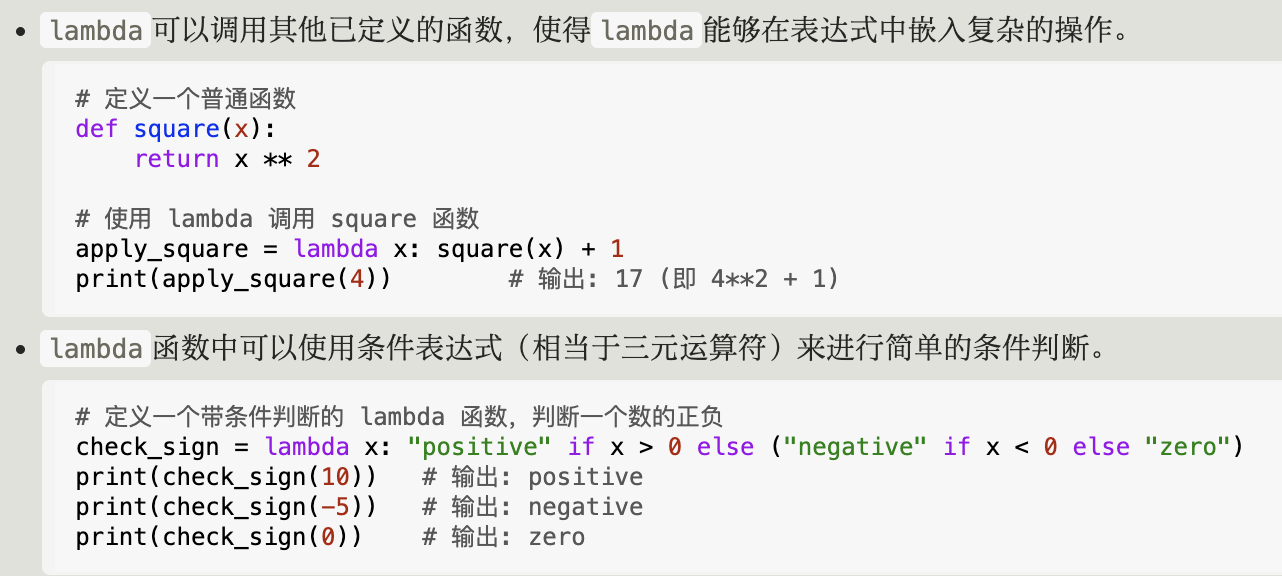 • lambda可以调用其他已定义的函数，使得lambda能够在表达式中嵌入复杂的操作。
# 定义一个普通函数
def square(x):
    return x ** 2
# 使用 lambda 调用 square 函数
apply_square = lambda x: square(x) + 1
print(apply_square(4))        # 输出: 17 (即 4**2 + 1)
• lambda函数中可以使用条件表达式（相当于三元运算符）来进行简单的条件判断。
# 定义一个带条件判断的 lambda 函数，判断一个数的正负
check_sign = lambda x: "positive" if x > 0 else ("negative" if x < 0 else "zero")
print(check_sign(10))   # 输出: positive
print(check_sign(-5))   # 输出: negative
print(check_sign(0))    # 输出: zero